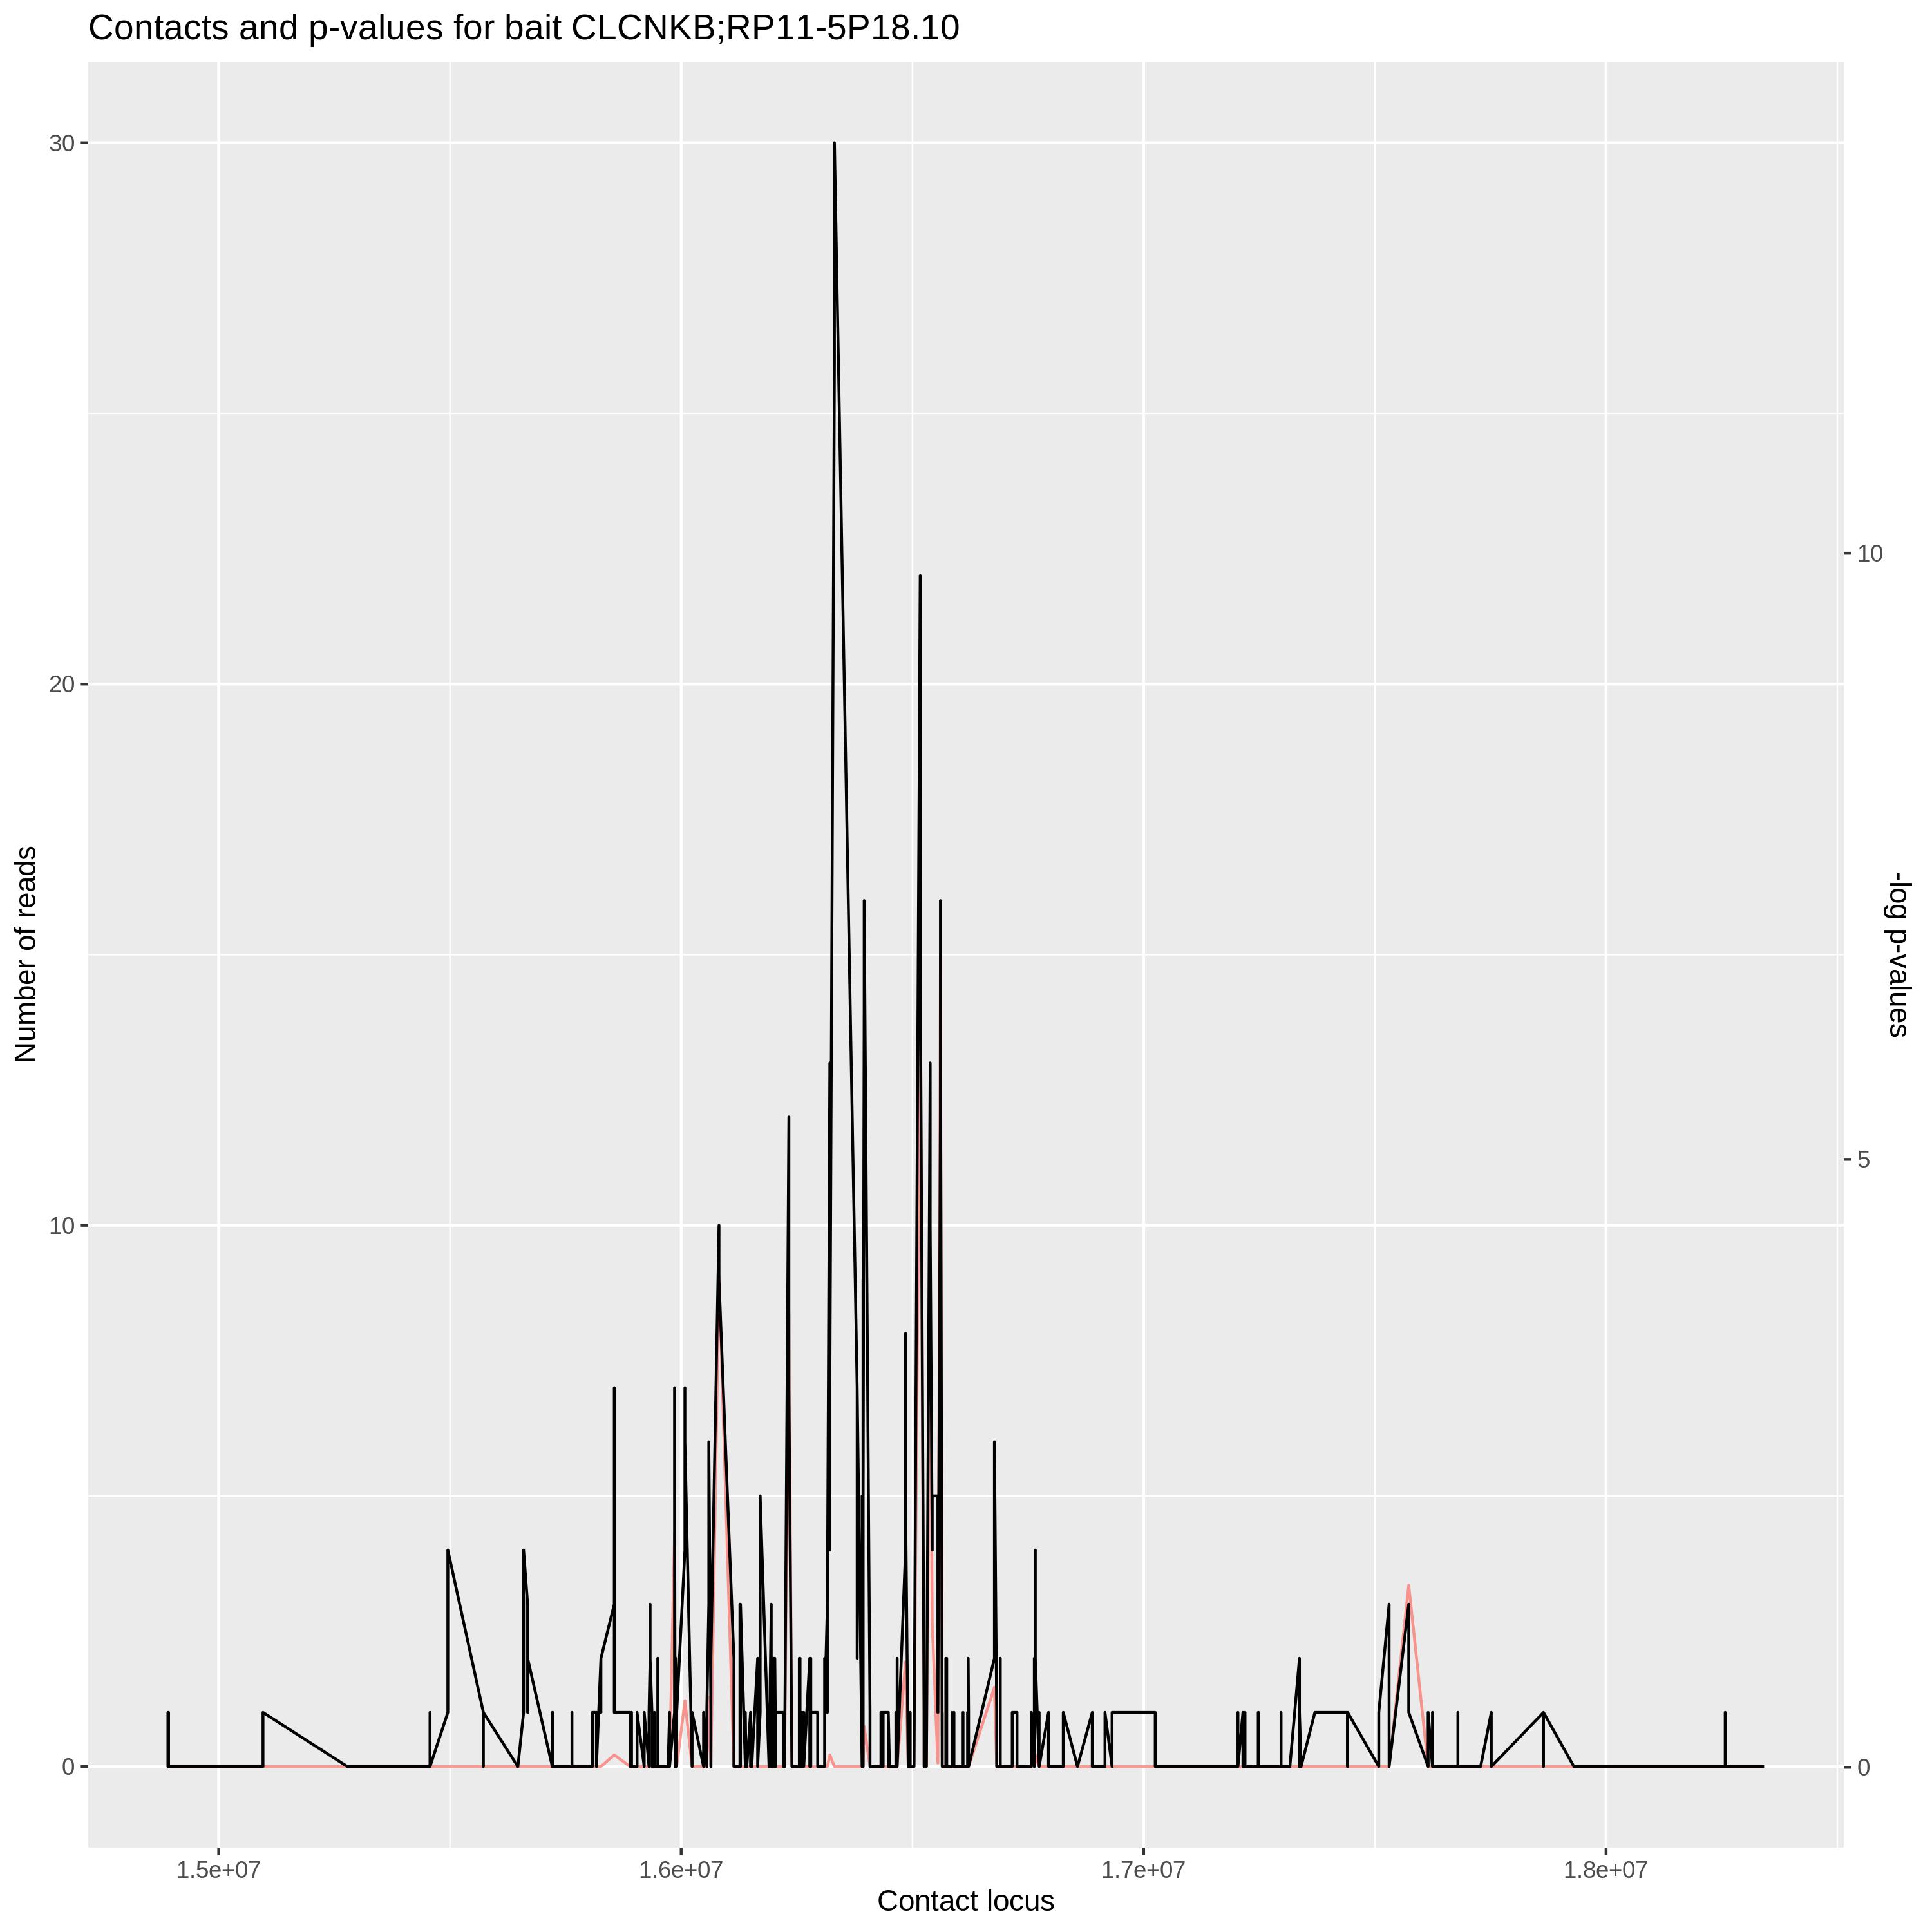 Contacts and p-values for bait CLCNKB;RP11-5P18.10
30
20
10
0
Number of reads
10
5
0
-log p-values
1.5e+07
1.6e+07
1.7e+07
1.8e+07
Contact locus